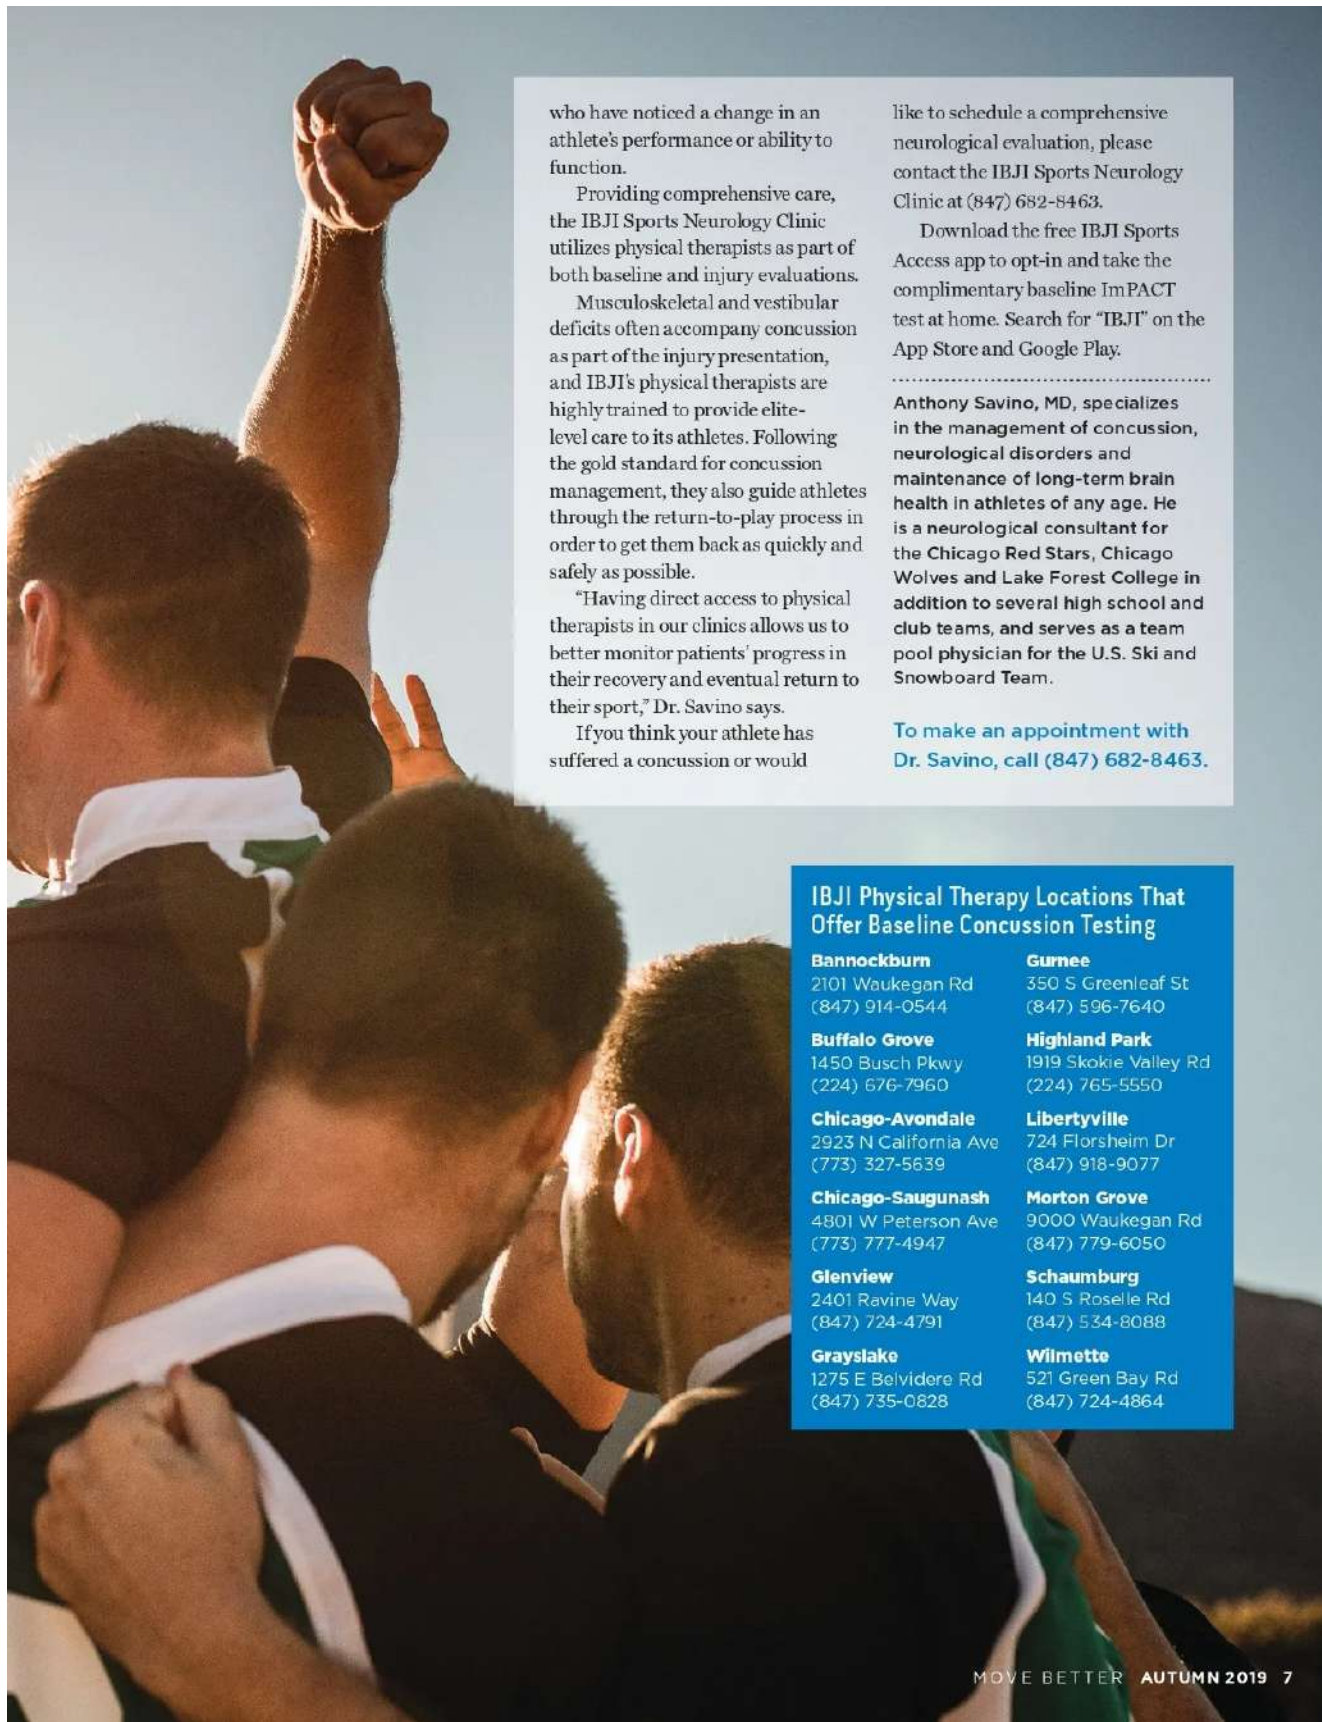 who have noticed a change in an
athlete's performance or ability to
function.
Providing comprehensive care,
the IBJI Sports Neurology Clinic
utilizes physical therapists as part of
both baseline and injury evaluations.
Musculoskeletal and vestibular
deficits often accompany concussion
as part of the injury presentation,
and IBJI's physical therapists are
highly trained to provide elite-
level care to its athletes. Following
the gold standard for concussion
management, they also guide athletes
through the return-to-play process in
order to get them back as quickly and
safely as possible.
"Having direct access to physical
therapists in our clinics allows us to
better monitor patients' progress in
their recovery and eventual return to
their sport," Dr. Savino says.
If you think your athlete has
suffered a concussion or would
like to schedule a comprehensive
neurological evaluation, please
contact the IBJI Sports Neurology
Clinic at (847) 682-8463.
Download the free IBJI Sports
Access app to opt-in and take the
complimentary baseline ImPACT
test at home. Search for "IBJI" on the
App Store and Google Play.
Anthony Savino, MD, specializes
in the management of concussion,
neurological disorders and
maintenance of long-term brain
health in athletes of any age. He
is a neurological consultant for
the Chicago Red Stars, Chicago
Wolves and Lake Forest College in
addition to several high school and
club teams, and serves as a team
pool physician for the U.S. Ski and
Snowboard Team.
To make an appointment with
Dr. Savino, call (847) 682-8463.
IBJI Physical Therapy Locations That
Offer Baseline Concussion Testing
Bannockburn
2101 Waukegan Rd
(847) 914-0544
Buffalo Grove
1450 Busch Pkwy
(224) 676-7960
Chicago-Avondale
2923 N California Ave
(773) 327-5639
Chicago-Saugunash
4801 W Peterson Ave
(773) 777-4947
Glenview
2401 Ravine Way
(847) 724-4791
Grayslake
1275 E Belvidere Rd
(847) 735-0828
Gurnee
350 S Greenleaf St
(847) 596-7640
Highland Park
1919 Skokie Valley Rd
(224) 765-5550
Libertyville
724 Florsheim Dr
(847) 918-9077
Morton Grove
9000 Waukegan Rd
(847) 779-6050
Schaumburg
140 S Roselle Rd
(847) 534-8088
Wilmette
521 Green Bay Rd
(847) 724-4864
MOVE BETTER AUTUMN 2019 7